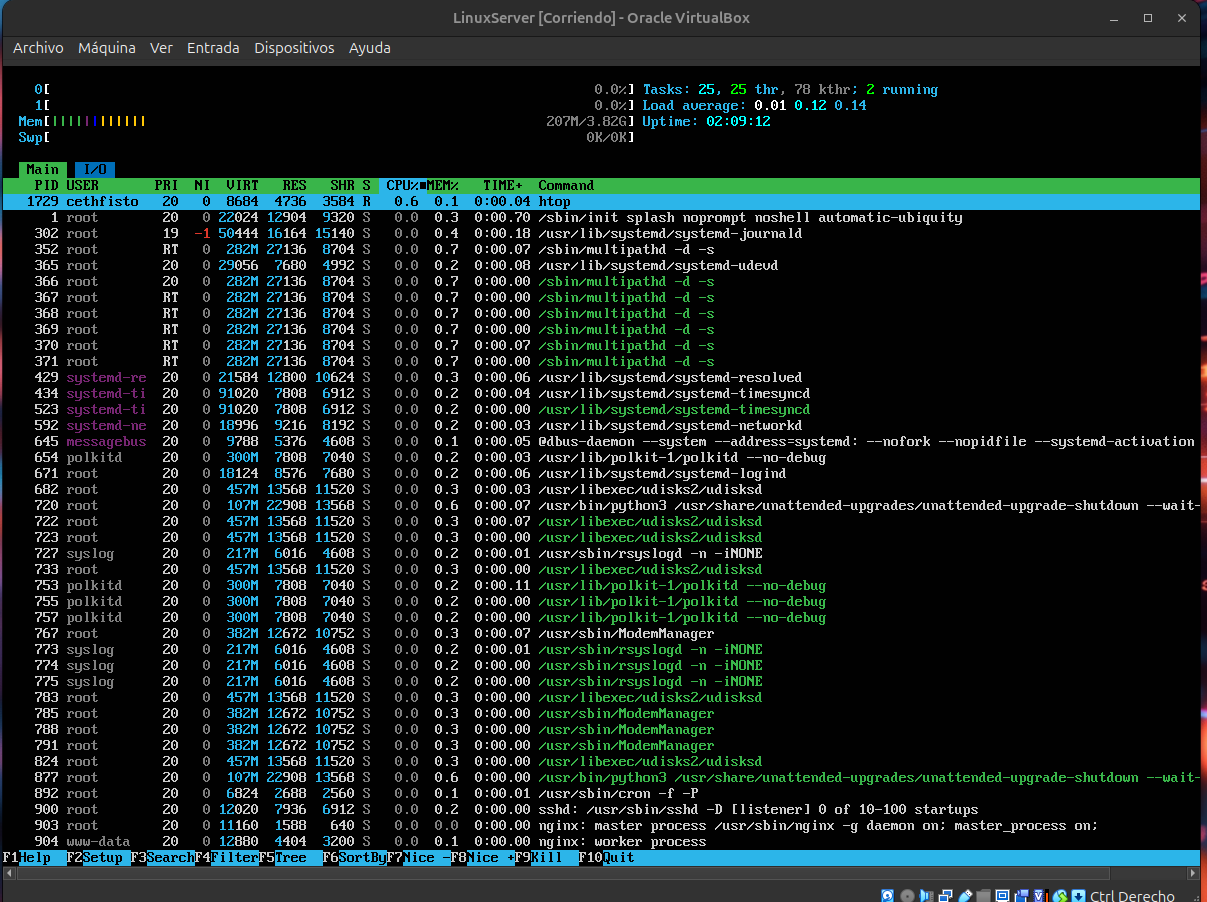 LinuxServer [Corriendo] - Oracle VirtualBox
Archivo Máquina Ver Entrada Dispositivos Ayuda
0[ 0.0%] Tasks: 25, 25 thr, 78 kthr; 2 running
1[ 0.0%] Load average: 0.01 0.12 0.14
Mem[|||||||||||| 207M/3.82G] Uptime: 02:09:12
Swp[ 0K/0K]
Main I/O
PID USER PRI NI VIRT RES SHR S CPU% MEM% TIME+ Command
1729 cethfisto 20 0 8684 4736 3584 R 0.6 0.1 0:00.04 htop
1 root 20 0 22024 12904 9320 S 0.0 0.3 0:00.70 /sbin/init splash noprompt noshell automatic-ubiquity
302 root 19 -1 50444 16164 15140 S 0.0 0.4 0:00.18 /usr/lib/systemd/systemd-journald
352 root RT 0 282M 27136 8704 S 0.0 0.7 0:00.07 /sbin/multipathd -d -s
365 root 20 0 29056 7680 4992 S 0.0 0.2 0:00.08 /usr/lib/systemd/systemd-udevd
366 root 20 0 282M 27136 8704 S 0.0 0.7 0:00.00 /sbin/multipathd -d -s
367 root RT 0 282M 27136 8704 S 0.0 0.7 0:00.00 /sbin/multipathd -d -s
368 root RT 0 282M 27136 8704 S 0.0 0.7 0:00.00 /sbin/multipathd -d -s
369 root RT 0 282M 27136 8704 S 0.0 0.7 0:00.00 /sbin/multipathd -d -s
370 root RT 0 282M 27136 8704 S 0.0 0.7 0:00.07 /sbin/multipathd -d -s
371 root RT 0 282M 27136 8704 S 0.0 0.7 0:00.00 /sbin/multipathd -d -s
429 systemd-re 20 0 21584 12800 10624 S 0.0 0.3 0:00.06 /usr/lib/systemd/systemd-resolved
434 systemd-ti 20 0 91020 7808 6912 S 0.0 0.2 0:00.04 /usr/lib/systemd/systemd-timesyncd
523 systemd-ti 20 0 91020 7808 6912 S 0.0 0.2 0:00.00 /usr/lib/systemd/systemd-timesyncd
592 systemd-ne 20 0 18996 9216 8192 S 0.0 0.2 0:00.03 /usr/lib/systemd/systemd-networkd
645 messagebus 20 0 9788 5376 4608 S 0.0 0.1 0:00.05 @dbus-daemon --system --address=systemd: --nofork --nopidfile --systemd-activation
654 polkitd 20 0 300M 7808 7040 S 0.0 0.2 0:00.03 /usr/lib/polkit-1/polkitd --no-debug
671 root 20 0 18124 8576 7680 S 0.0 0.2 0:00.06 /usr/lib/systemd/systemd-logind
682 root 20 0 457M 13568 11520 S 0.0 0.3 0:00.03 /usr/libexec/udisks2/udisksd
720 root 20 0 107M 22908 13568 S 0.0 0.6 0:00.07 /usr/bin/python3 /usr/share/unattended-upgrades/unattended-upgrade-shutdown --wait-
722 root 20 0 457M 13568 11520 S 0.0 0.3 0:00.07 /usr/libexec/udisks2/udisksd
723 root 20 0 457M 13568 11520 S 0.0 0.3 0:00.00 /usr/libexec/udisks2/udisksd
727 syslog 20 0 217M 6016 4608 S 0.0 0.2 0:00.01 /usr/sbin/rsyslogd -n -iNONE
733 root 20 0 457M 13568 11520 S 0.0 0.3 0:00.00 /usr/libexec/udisks2/udisksd
753 polkitd 20 0 300M 7808 7040 S 0.0 0.2 0:00.11 /usr/lib/polkit-1/polkitd --no-debug
755 polkitd 20 0 300M 7808 7040 S 0.0 0.2 0:00.00 /usr/lib/polkit-1/polkitd --no-debug
757 polkitd 20 0 300M 7808 7040 S 0.0 0.2 0:00.00 /usr/lib/polkit-1/polkitd --no-debug
767 root 20 0 382M 12672 10752 S 0.0 0.3 0:00.07 /usr/sbin/ModemManager
773 syslog 20 0 217M 6016 4608 S 0.0 0.2 0:00.01 /usr/sbin/rsyslogd -n -iNONE
774 syslog 20 0 217M 6016 4608 S 0.0 0.2 0:00.00 /usr/sbin/rsyslogd -n -iNONE
775 syslog 20 0 217M 6016 4608 S 0.0 0.2 0:00.00 /usr/sbin/rsyslogd -n -iNONE
783 root 20 0 457M 13568 11520 S 0.0 0.3 0:00.00 /usr/libexec/udisks2/udisksd
785 root 20 0 382M 12672 10752 S 0.0 0.3 0:00.00 /usr/sbin/ModemManager
788 root 20 0 382M 12672 10752 S 0.0 0.3 0:00.00 /usr/sbin/ModemManager
791 root 20 0 382M 12672 10752 S 0.0 0.3 0:00.00 /usr/sbin/ModemManager
824 root 20 0 457M 13568 11520 S 0.0 0.3 0:00.00 /usr/libexec/udisks2/udisksd
877 root 20 0 107M 22908 13568 S 0.0 0.6 0:00.00 /usr/bin/python3 /usr/share/unattended-upgrades/unattended-upgrade-shutdown --wait-
892 root 20 0 6824 2688 2560 S 0.0 0.1 0:00.01 /usr/sbin/cron -f -P
900 root 20 0 12020 7936 6912 S 0.0 0.2 0:00.00 sshd: /usr/sbin/sshd -D [listener] 0 of 10-100 startups
903 root 20 0 11160 1588 640 S 0.0 0.0 0:00.00 nginx: master process /usr/sbin/nginx -g daemon on; master_process on;
904 www-data 20 0 12880 4404 3200 S 0.0 0.1 0:00.00 nginx: worker process
F1Help F2Setup F3SearchF4FilterF5Tree F6SortByF7Nice -F8Nice +F9Kill F10Quit
Ctrl Derecho